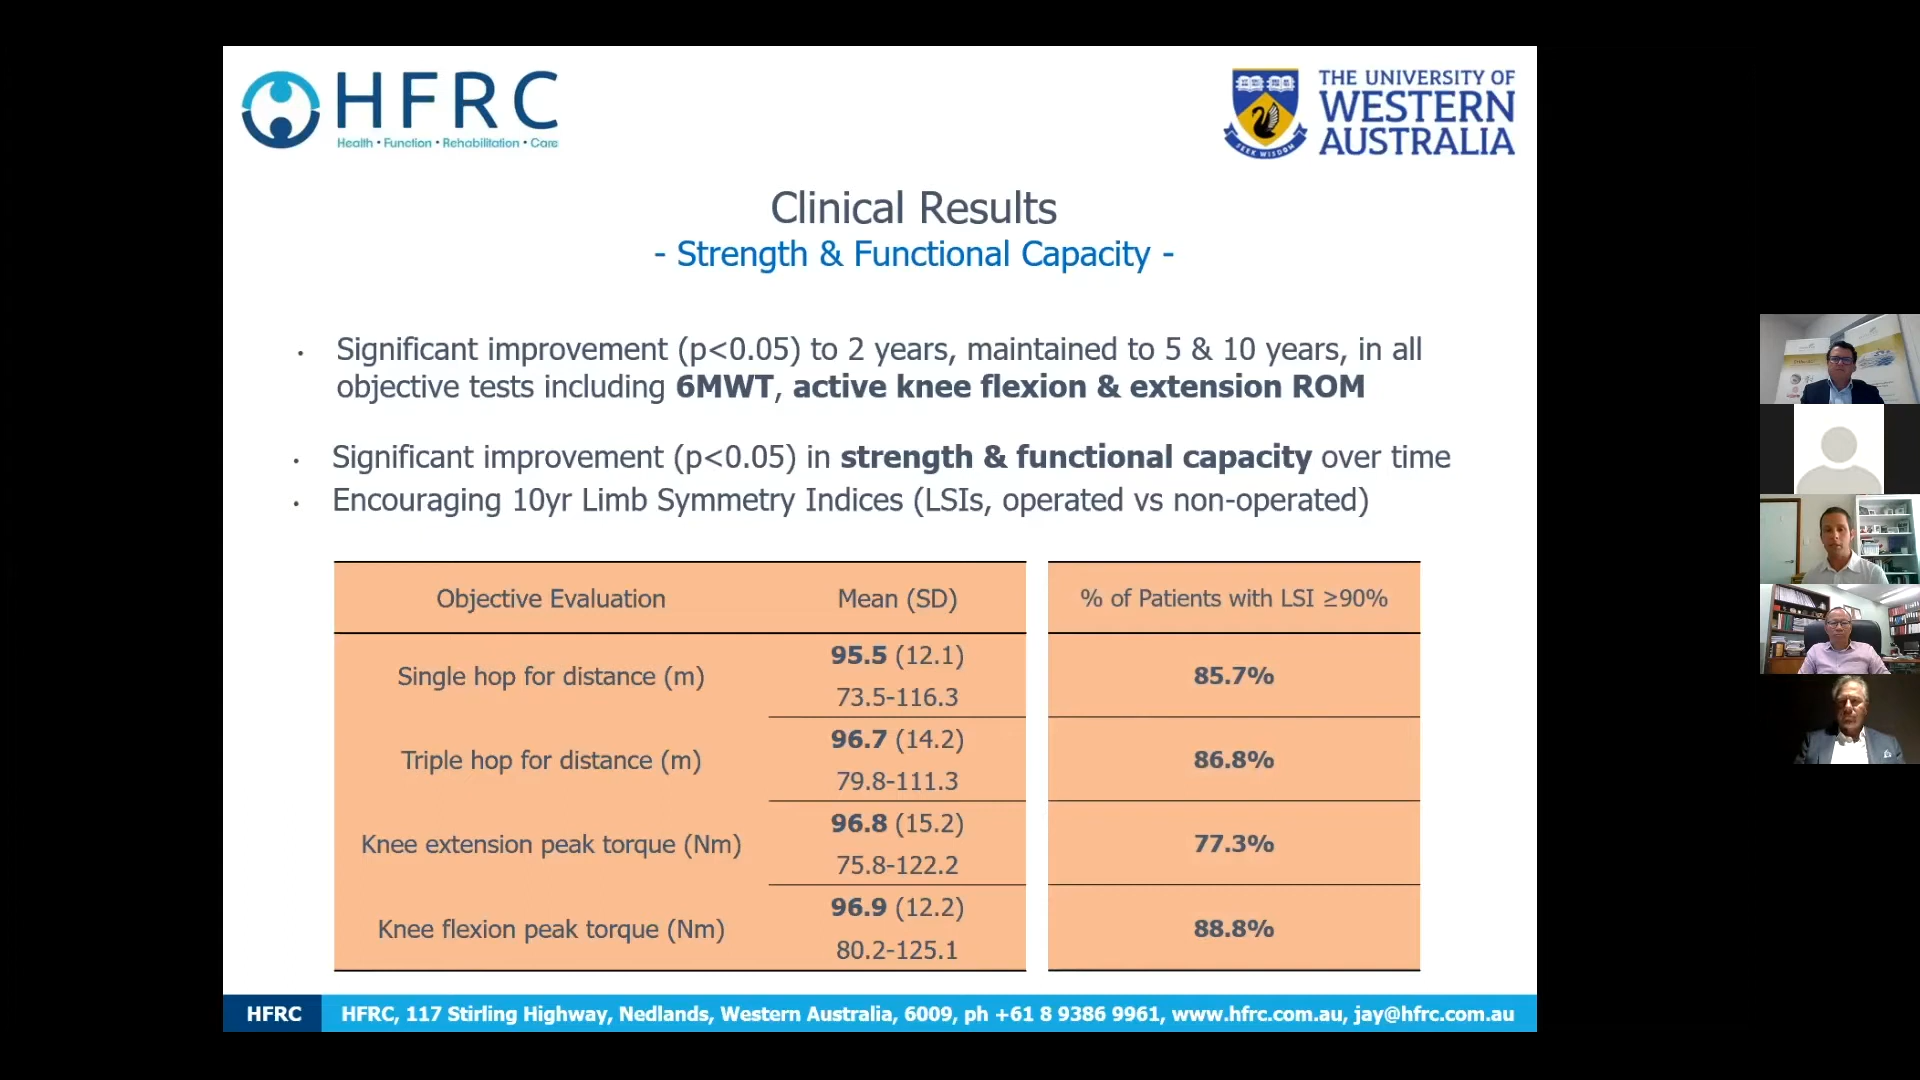 HFRC
Health • Function • Rehabilitation • Care
SEEK WISDOM
THE UNIVERSITY OF
WESTERN
AUSTRALIA
Clinical Results
- Strength & Functional Capacity -
• Significant improvement (p<0.05) to 2 years, maintained to 5 & 10 years, in all
objective tests including 6MWT, active knee flexion & extension ROM
• Significant improvement (p<0.05) in strength & functional capacity over time
• Encouraging 10yr Limb Symmetry Indices (LSIs, operated vs non-operated)
Objective Evaluation Mean (SD) % of Patients with LSI ≥90%
Single hop for distance (m) 95.5 (12.1) 85.7%
73.5-116.3
Triple hop for distance (m) 96.7 (14.2) 86.8%
79.8-111.3
Knee extension peak torque (Nm) 96.8 (15.2) 77.3%
75.8-122.2
Knee flexion peak torque (Nm) 96.9 (12.2) 88.8%
80.2-125.1
HFRC HFRC, 117 Stirling Highway, Nedlands, Western Australia, 6009, ph +61 8 9386 9961, www.hfrc.com.au, jay@hfrc.com.au